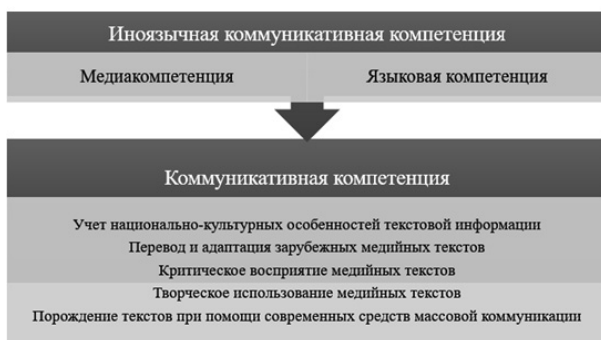 Иноязычная коммуникативная компетенция
Медиакомпетенция
Языковая компетенция
Коммуникативная компетенция
Учет национально-культурных особенностей текстовой информации
Перевод и адаптация зарубежных медийных текстов
Критическое восприятие медийных текстов
Творческое использование медийных текстов
Порождение текстов при помощи современных средств массовой коммуникации